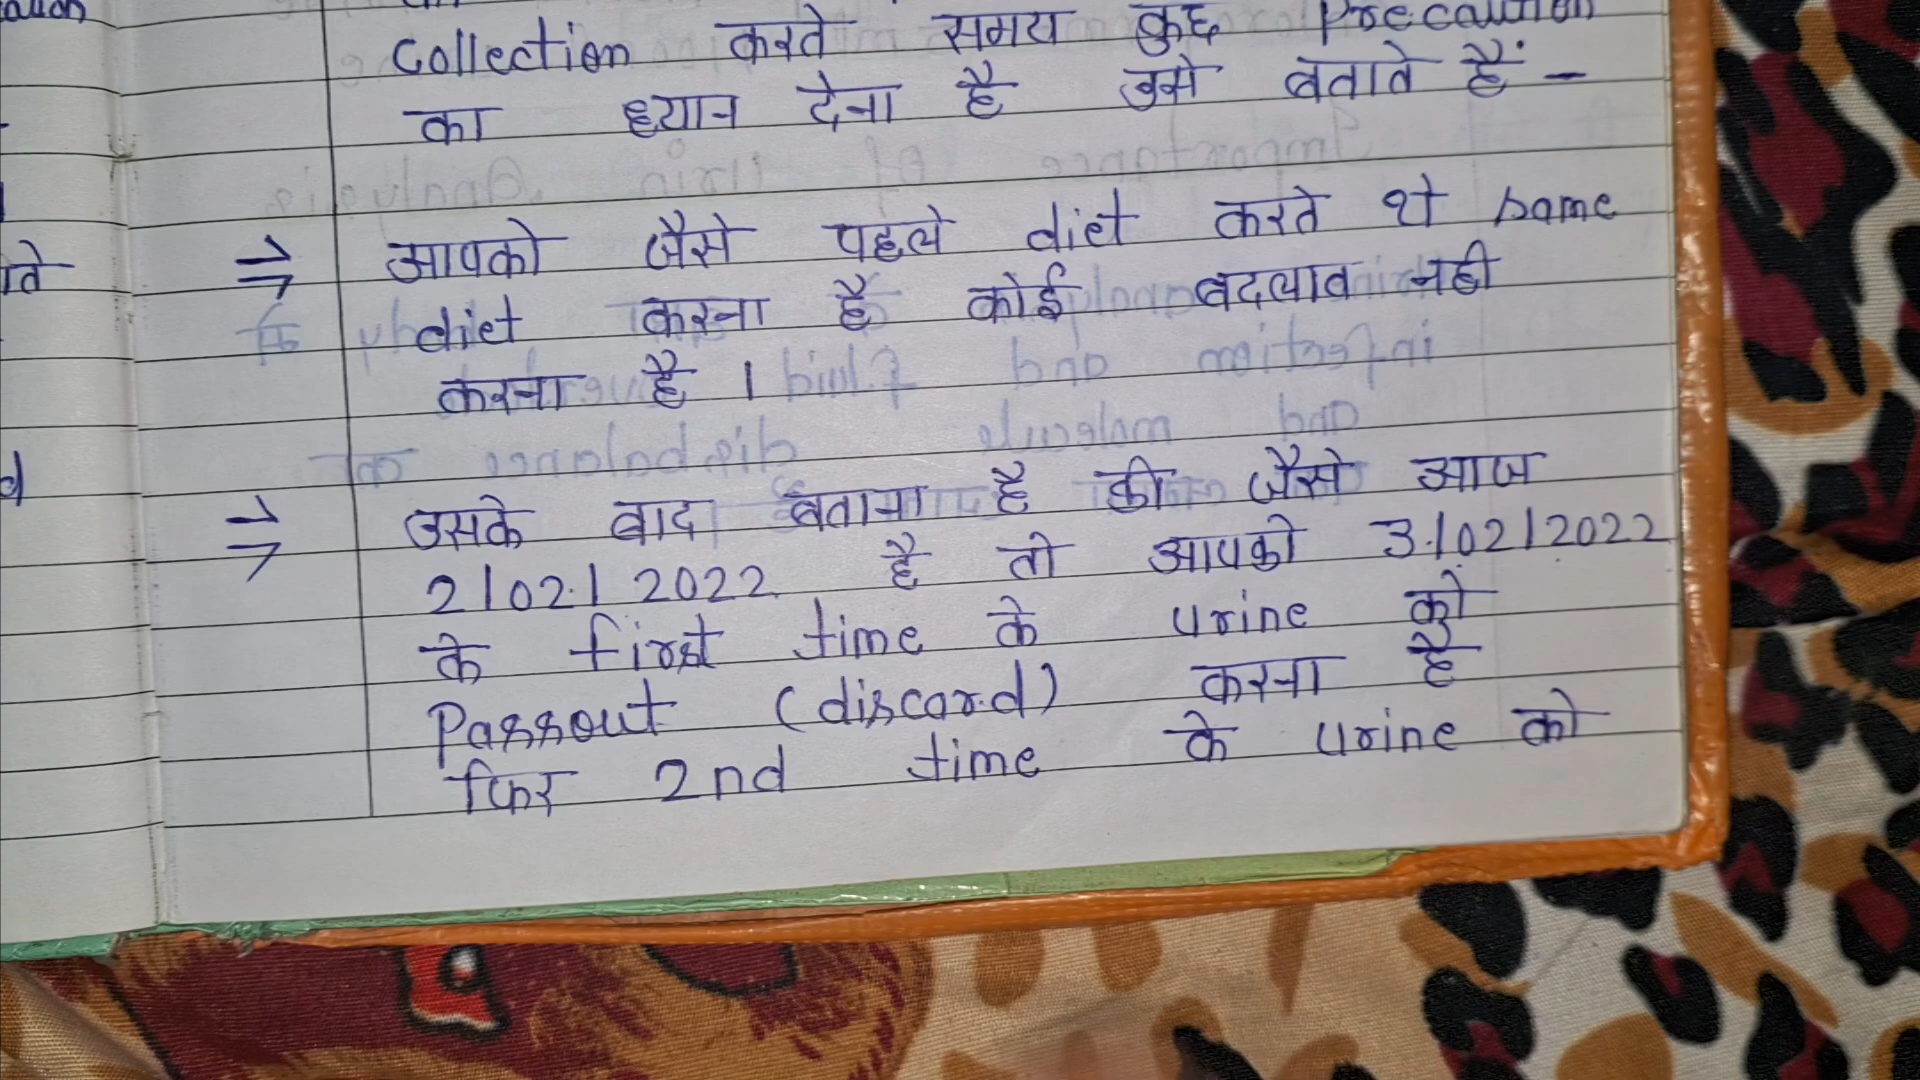 Collection करते समय कुछ Precaution
का ध्यान देना है उसे बताते हैं -
⇒ आपको जैसे पहले diet करते थे same
diet करना है कोई बदलाव नही
करना है ।
⇒ उसके बाद बताना है की जैसे आज
2/02/2022 है तो आपको 3/02/2022
के first time के urine को
Passout (discard) करना है
फिर 2nd time के urine को